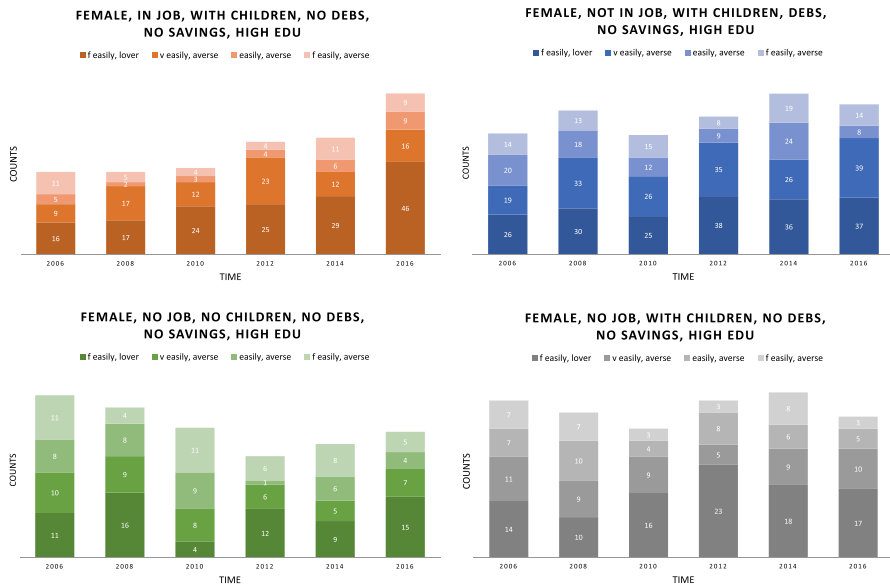 FEMALE, IN JOB, WITH CHILDREN, NO DEBS,
NO SAVINGS, HIGH EDU
f easily, lover v easily, averse easily, averse f easily, averse
COUNTS
11 5 4 4 11 9
5 2 3 4 6 9
9 17 12 23 12 16
16 17 24 25 29 46
2006 2008 2010 2012 2014 2016
TIME
FEMALE, NOT IN JOB, WITH CHILDREN, DEBS,
NO SAVINGS, HIGH EDU
f easily, lover v easily, averse easily, averse f easily, averse
COUNTS
14 13 15 8 19 14
20 18 12 9 24 8
19 33 26 35 26 39
26 30 25 38 36 37
2006 2008 2010 2012 2014 2016
TIME
FEMALE, NO JOB, NO CHILDREN, NO DEBS,
NO SAVINGS, HIGH EDU
f easily, lover v easily, averse easily, averse f easily, averse
COUNTS
11 4 11 6 8 5
8 8 9 1 6 4
10 9 8 6 5 7
11 16 4 12 9 15
2006 2008 2010 2012 2014 2016
TIME
FEMALE, NO JOB, WITH CHILDREN, NO DEBS,
NO SAVINGS, HIGH EDU
f easily, lover v easily, averse easily, averse f easily, averse
COUNTS
7 7 3 3 8 3
7 10 4 8 6 5
11 9 9 5 9 10
14 10 16 23 18 17
2006 2008 2010 2012 2014 2016
TIME